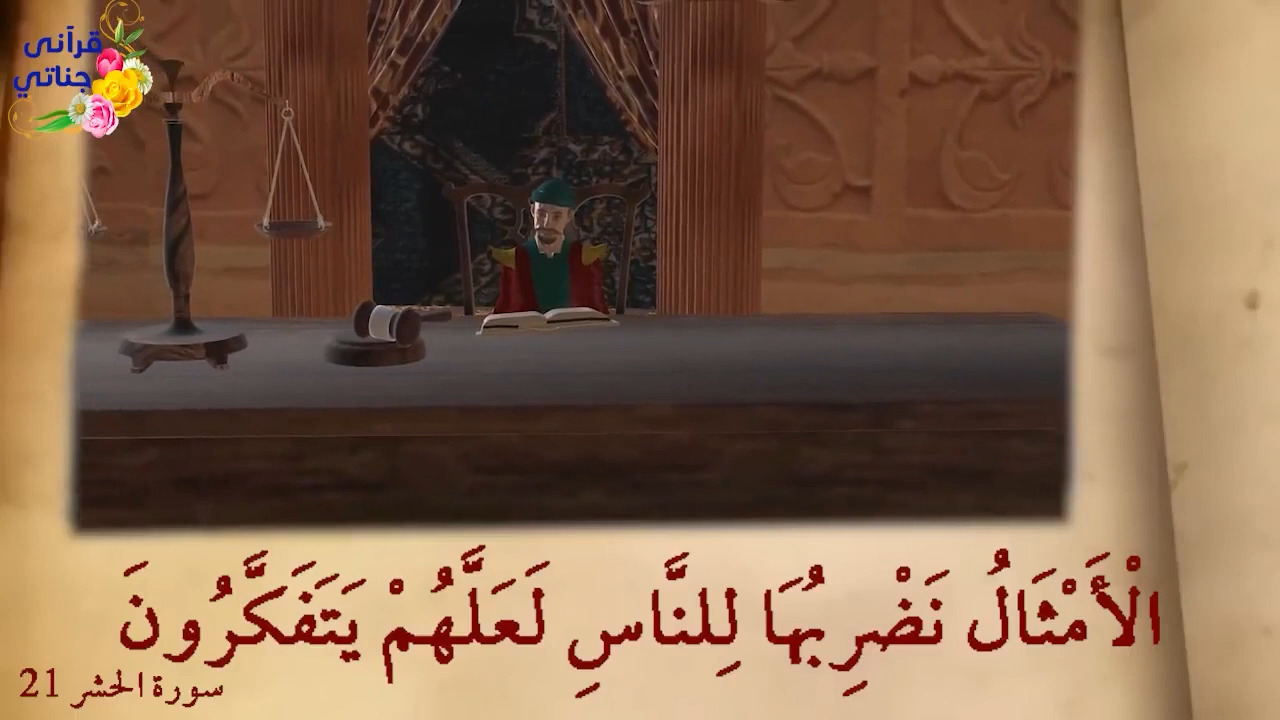 قرآنى
جناتي
الْأَمْثَالُ نَضْرِبُهَا لِلنَّاسِ لَعَلَّهُمْ يَتَفَكَّرُونَ
سورة الحشر 21